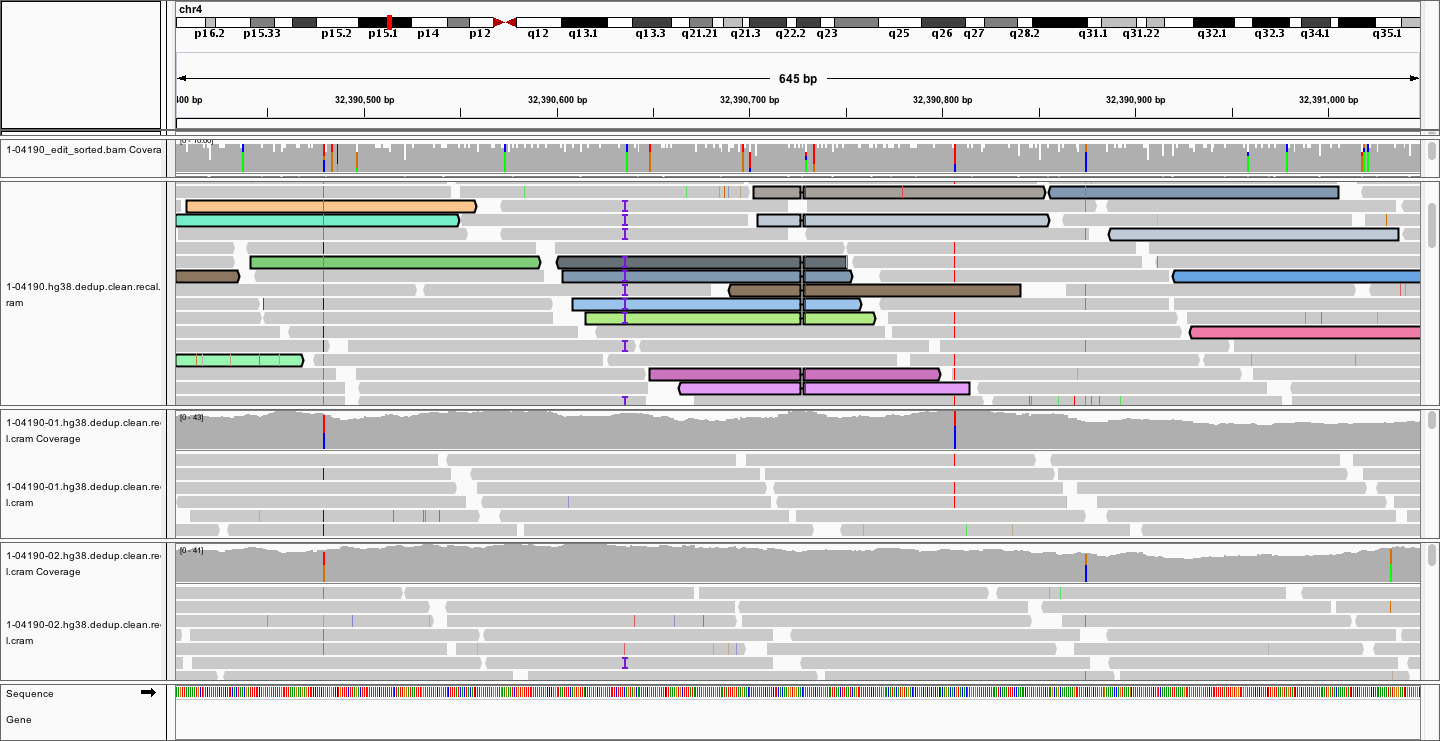 chr4
p16.2 p15.33 p15.2 p15.1 p14 p12 q12 q13.1 q13.3 q21.21 q21.3 q22.2 q23 q25 q26 q27 q28.2 q31.1 q31.22 q32.1 q32.3 q34.1 q35.1
645 bp
400 bp 32,390,500 bp 32,390,600 bp 32,390,700 bp 32,390,800 bp 32,390,900 bp 32,391,000 bp
1-04190_edit_sorted.bam Covera
1-04190.hg38.dedup.clean.recal.
ram
[0 - 43]
1-04190-01.hg38.dedup.clean.re
l.cram Coverage
1-04190-01.hg38.dedup.clean.re
l.cram
[0 - 41]
1-04190-02.hg38.dedup.clean.re
l.cram Coverage
1-04190-02.hg38.dedup.clean.re
l.cram
Sequence
Gene